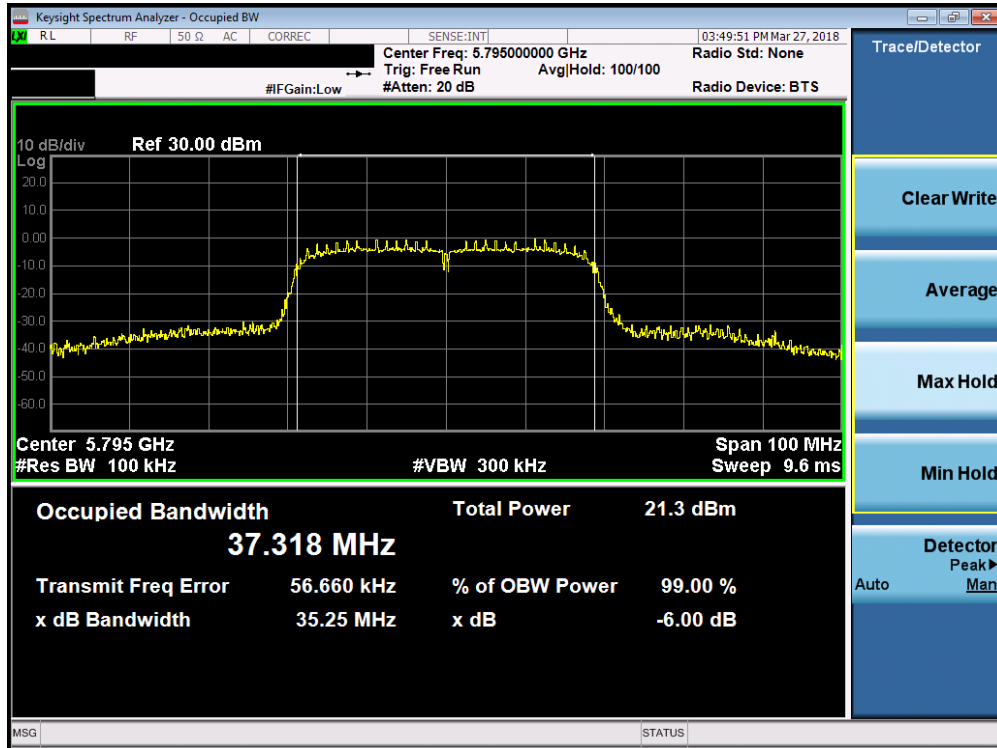 Keysight Spectrum Analyzer - Occupied BW
LXI RL RF 50 Ω AC CORREC SENSE:INT 03:49:51 PM Mar 27, 2018
Center Freq: 5.795000000 GHz Radio Std: None
Trig: Free Run Avg|Hold: 100/100
#IFGain:Low #Atten: 20 dB Radio Device: BTS
10 dB/div Ref 30.00 dBm
Log
20.0
10.0
0.00
-10.0
-20.0
-30.0
-40.0
-50.0
-60.0
Center 5.795 GHz Span 100 MHz
#Res BW 100 kHz #VBW 300 kHz Sweep 9.6 ms
Occupied Bandwidth Total Power 21.3 dBm
37.318 MHz
Transmit Freq Error 56.660 kHz % of OBW Power 99.00 %
x dB Bandwidth 35.25 MHz x dB -6.00 dB
MSG STATUS
Trace/Detector
Clear Write
Average
Max Hold
Min Hold
Detector
Peak▶
Auto Man